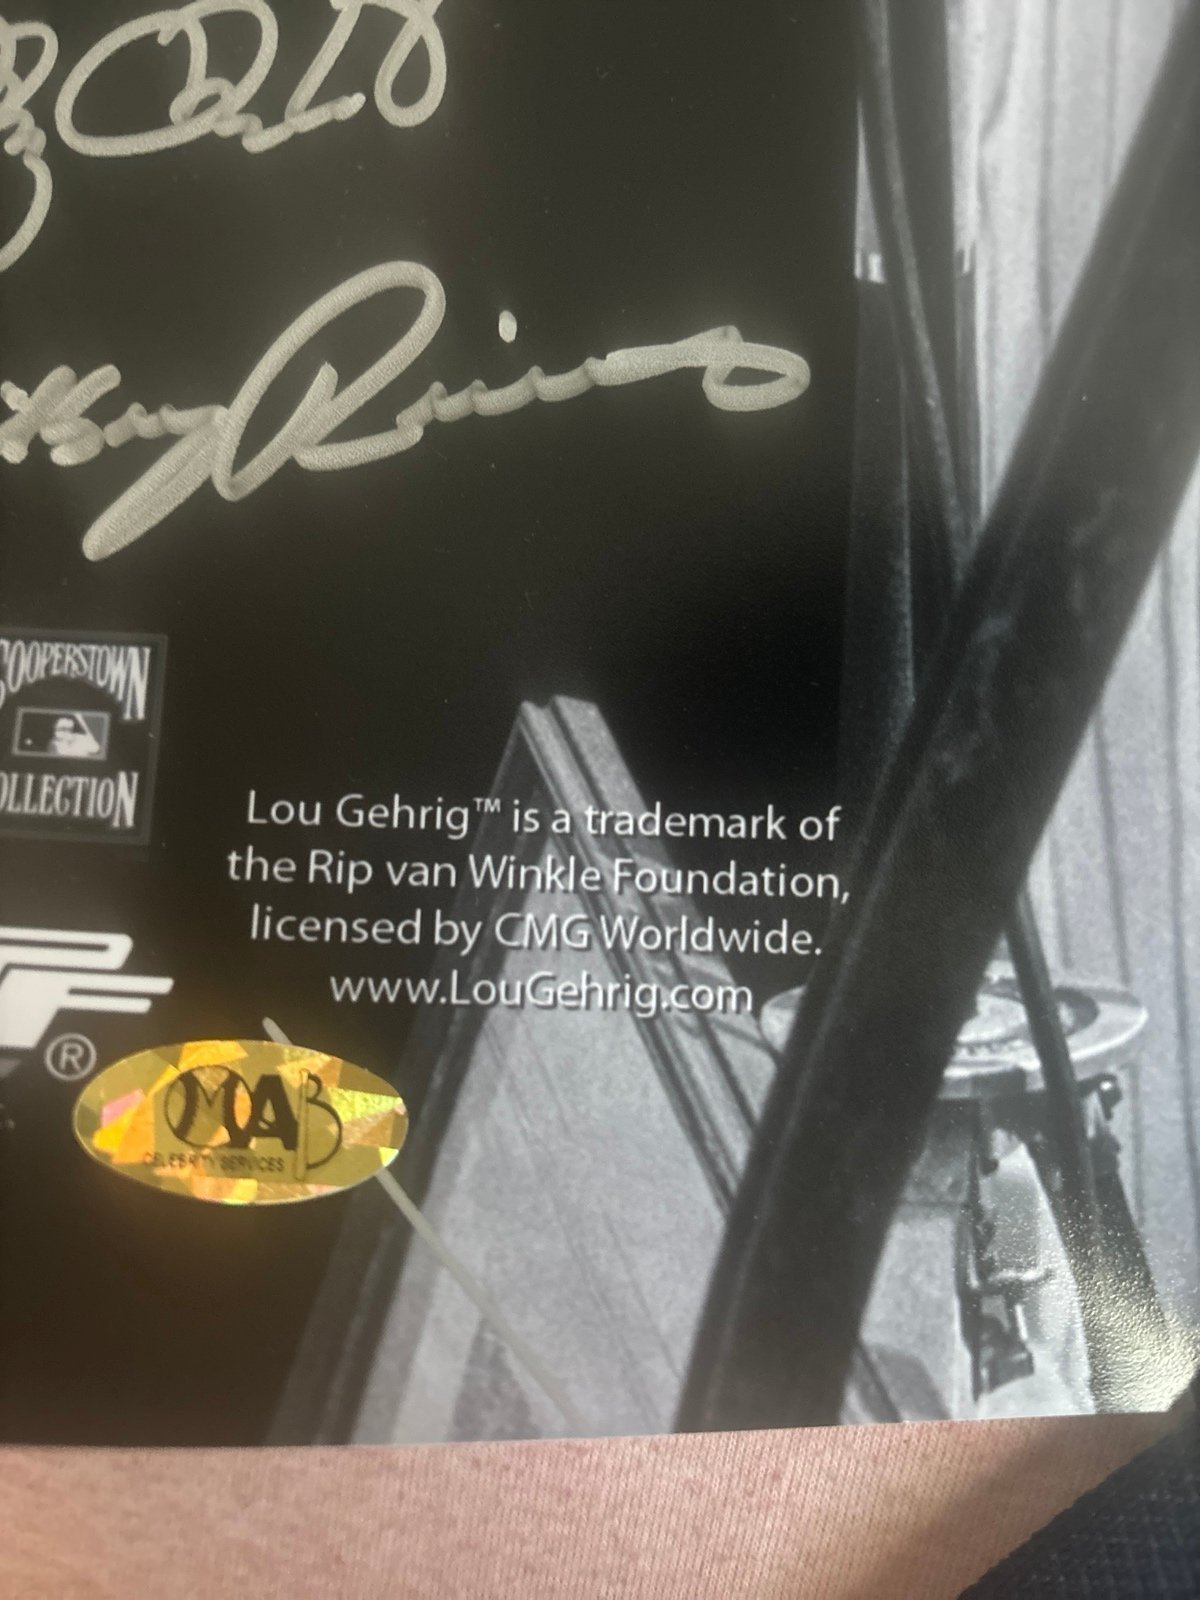 COOPERSTOWN
COLLECTION
Lou Gehrig™ is a trademark of
the Rip van Winkle Foundation,
licensed by CMG Worldwide.
www.LouGehrig.com
®
MAB
CELEBRITY SERVICES